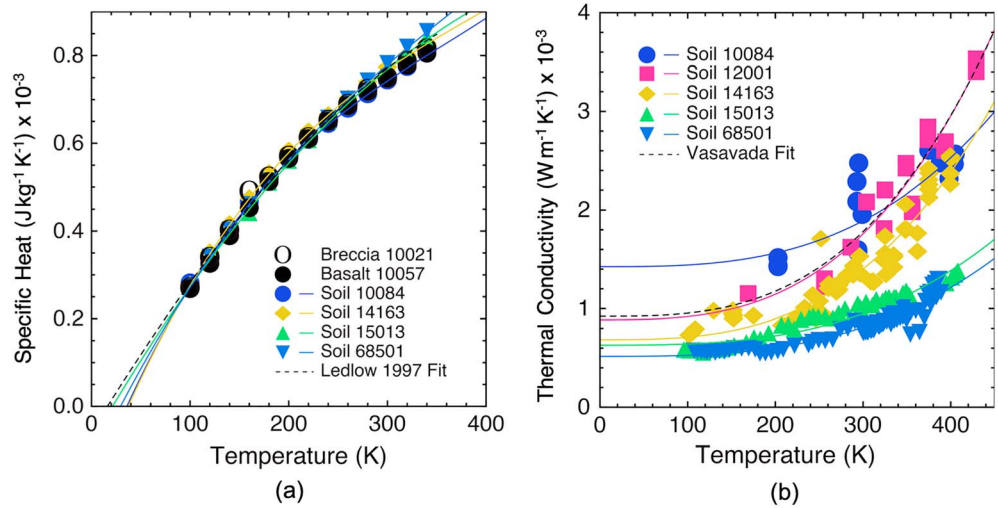 Specific Heat (J kg⁻¹ K⁻¹) x 10⁻³
0.8
0.6
0.4
0.2
0.0
O Breccia 10021
Basalt 10057
Soil 10084
Soil 14163
Soil 15013
Soil 68501
Ledlow 1997 Fit
0 100 200 300 400
Temperature (K)
(a)
Thermal Conductivity (W m⁻¹ K⁻¹) x 10⁻³
4
3
2
1
0
Soil 10084
Soil 12001
Soil 14163
Soil 15013
Soil 68501
Vasavada Fit
0 100 200 300 400
Temperature (K)
(b)